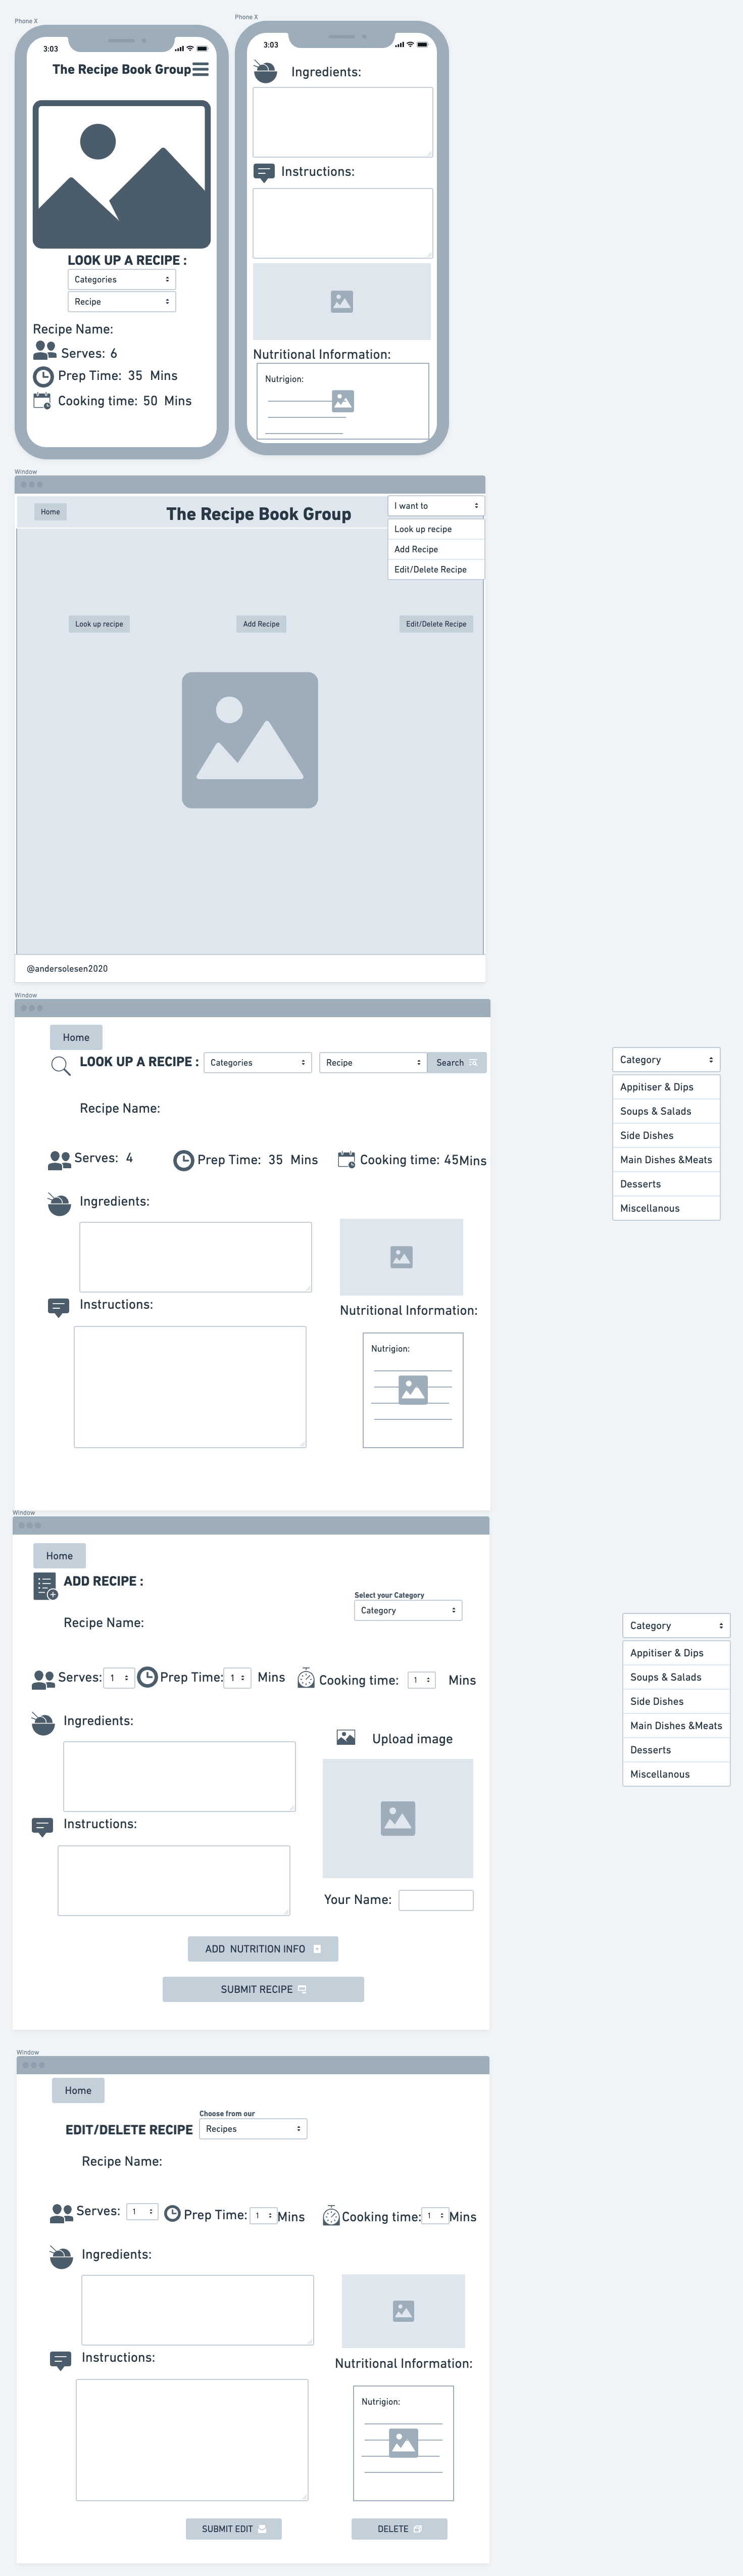 Phone X
3:03
The Recipe Book Group
LOOK UP A RECIPE :
Categories
Recipe
Recipe Name:
Serves: 6
Prep Time: 35 Mins
Cooking time: 50 Mins
Phone X
3:03
Ingredients:
Instructions:
Nutritional Information:
Nutrigion:
Window
Home
The Recipe Book Group
I want to
Look up recipe
Add Recipe
Edit/Delete Recipe
Look up recipe
Add Recipe
Edit/Delete Recipe
@andersolesen2020
Window
Home
LOOK UP A RECIPE :
Categories
Recipe
Search
Recipe Name:
Serves: 4
Prep Time: 35 Mins
Cooking time: 45Mins
Ingredients:
Instructions:
Nutritional Information:
Nutrigion:
Category
Appitiser & Dips
Soups & Salads
Side Dishes
Main Dishes &Meats
Desserts
Miscellanous
Window
Home
ADD RECIPE :
Select your Category
Category
Recipe Name:
Serves: 1
Prep Time: 1 Mins
Cooking time: 1 Mins
Ingredients:
Upload image
Instructions:
Your Name:
ADD NUTRITION INFO
SUBMIT RECIPE
Category
Appitiser & Dips
Soups & Salads
Side Dishes
Main Dishes &Meats
Desserts
Miscellanous
Window
Home
Choose from our
EDIT/DELETE RECIPE
Recipes
Recipe Name:
Serves: 1
Prep Time: 1 Mins
Cooking time: 1 Mins
Ingredients:
Instructions:
Nutritional Information:
Nutrigion:
SUBMIT EDIT
DELETE